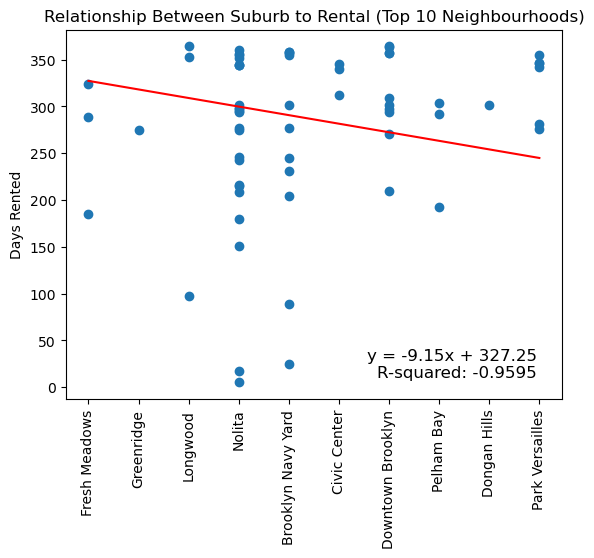 Relationship Between Suburb to Rental (Top 10 Neighbourhoods)
Days Rented
350
300
250
200
150
100
50
0
y = -9.15x + 327.25
R-squared: -0.9595
Fresh Meadows
Greenridge
Longwood
Nolita
Brooklyn Navy Yard
Civic Center
Downtown Brooklyn
Pelham Bay
Dongan Hills
Park Versailles